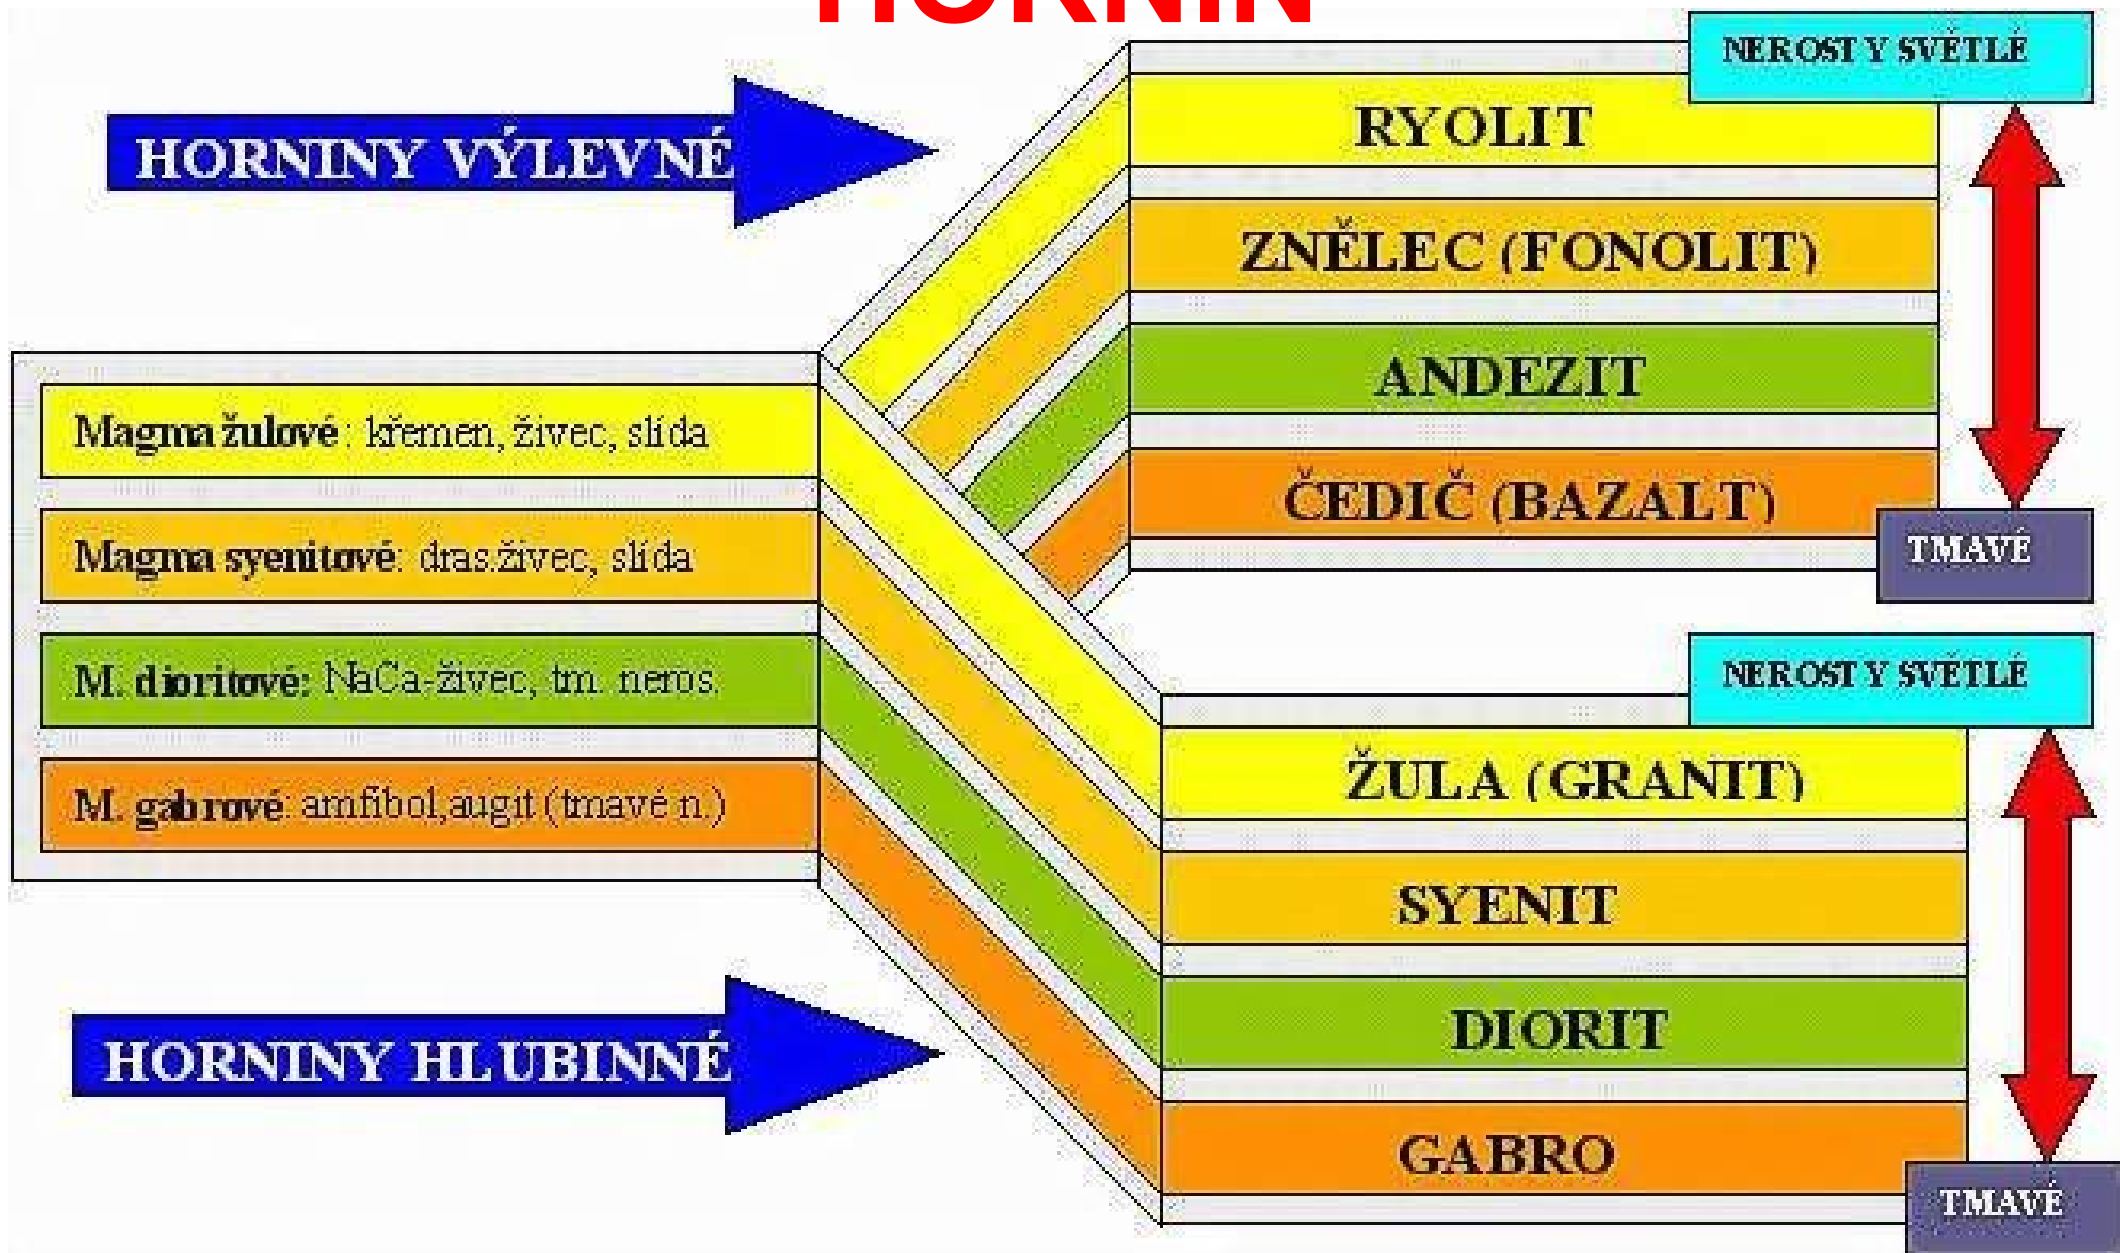 HORNIN
NEROSTY SVĚTLÉ
HORNINY VÝLEVNÉ
RYOLIT
ZNĚLEC (FONOLIT)
ANDEZIT
ČEDIČ (BAZALT)
TMAVÉ
Magma žulové: křemen, živec, slída
Magma syenitové: dras.živec, slída
M. dioritové: NaCa-živec, tm. neros.
M. gabrové: amfibol,augit (tmavé n.)
NEROSTY SVĚTLÉ
ŽULA (GRANIT)
SYENIT
DIORIT
GABRO
TMAVÉ
HORNINY HLUBINNÉ